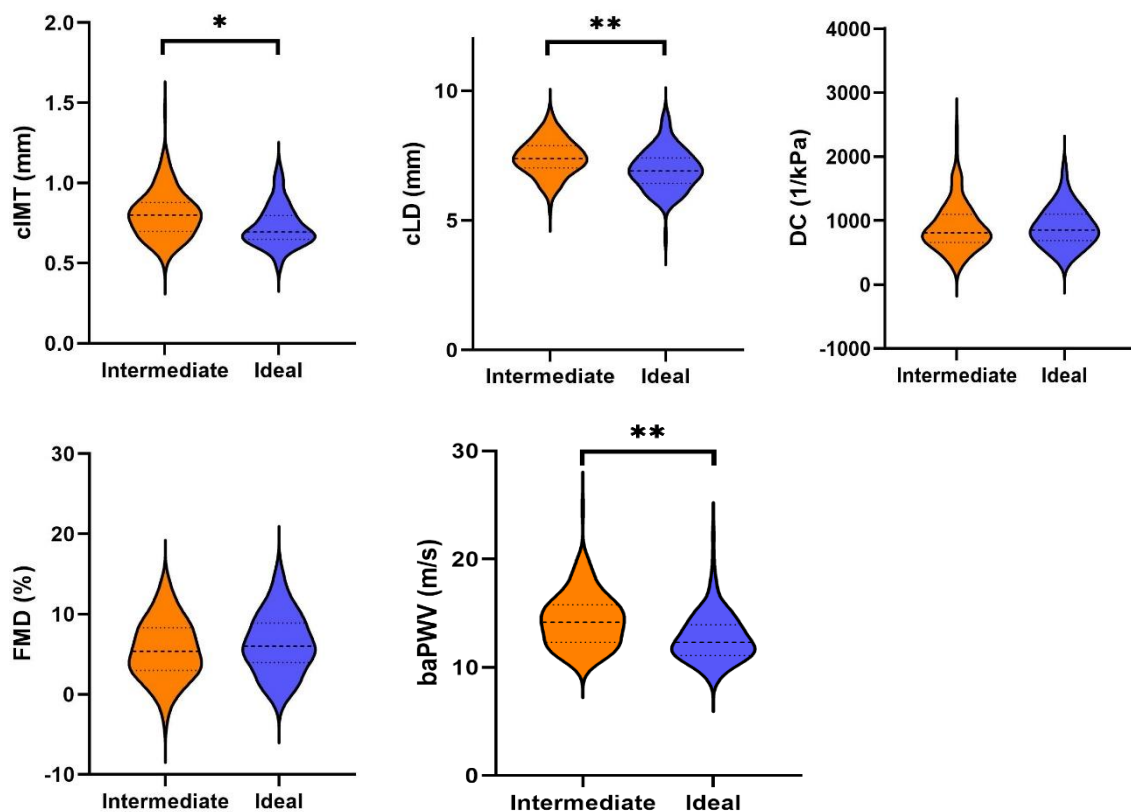 cIMT (mm)
2.0
1.5
1.0
0.5
0.0
*
Intermediate Ideal
cLD (mm)
10
5
0
**
Intermediate Ideal
DC (1/kPa)
4000
3000
2000
1000
0
-1000
Intermediate Ideal
FMD (%)
30
20
10
0
-10
Intermediate Ideal
baPWV (m/s)
30
20
10
0
**
Intermediate Ideal